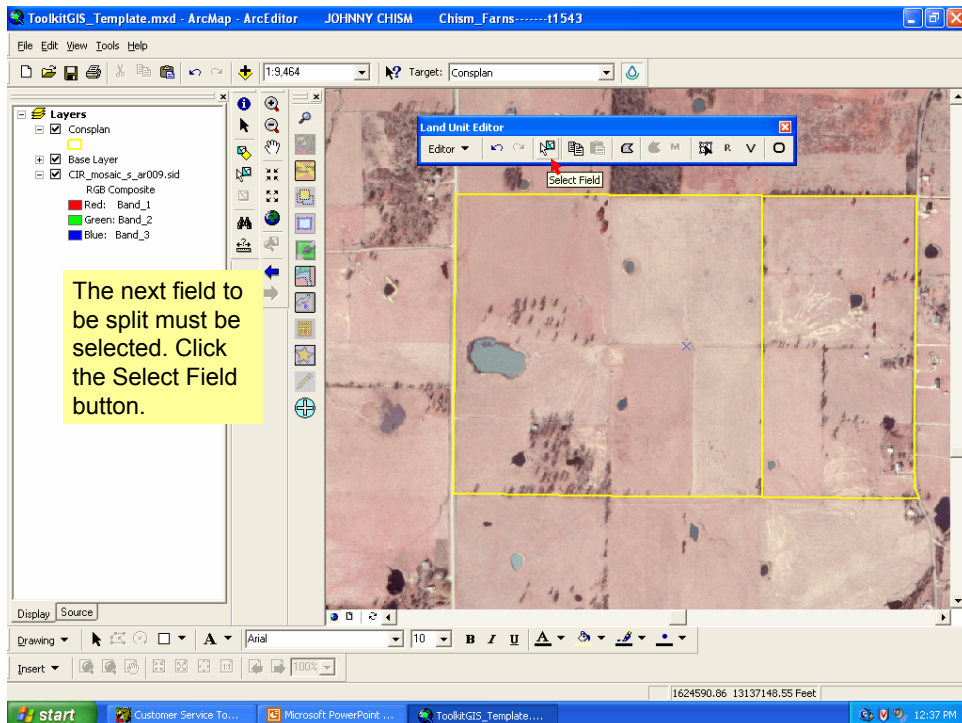 ToolkitGIS_Template.mxd - ArcMap - ArcEditor JOHNNY CHISM Chism_Farns-------t1543
File Edit View Tools Help
1:9,464
Target: Consplan
Layers
Consplan
Base Layer
CIR_mosaic_s_ar009.sid
RGB Composite
Red: Band_1
Green: Band_2
Blue: Band_3
Land Unit Editor
Editor
M
R
V
O
Select Field
The next field to
be split must be
selected. Click
the Select Field
button.
Display Source
Drawing
A
Arial
10
B I U A
Insert
100%
1624590.86 13137148.55 Feet
start
Customer Service To...
Microsoft PowerPoint ...
ToolkitGIS_Template....
12:37 PM